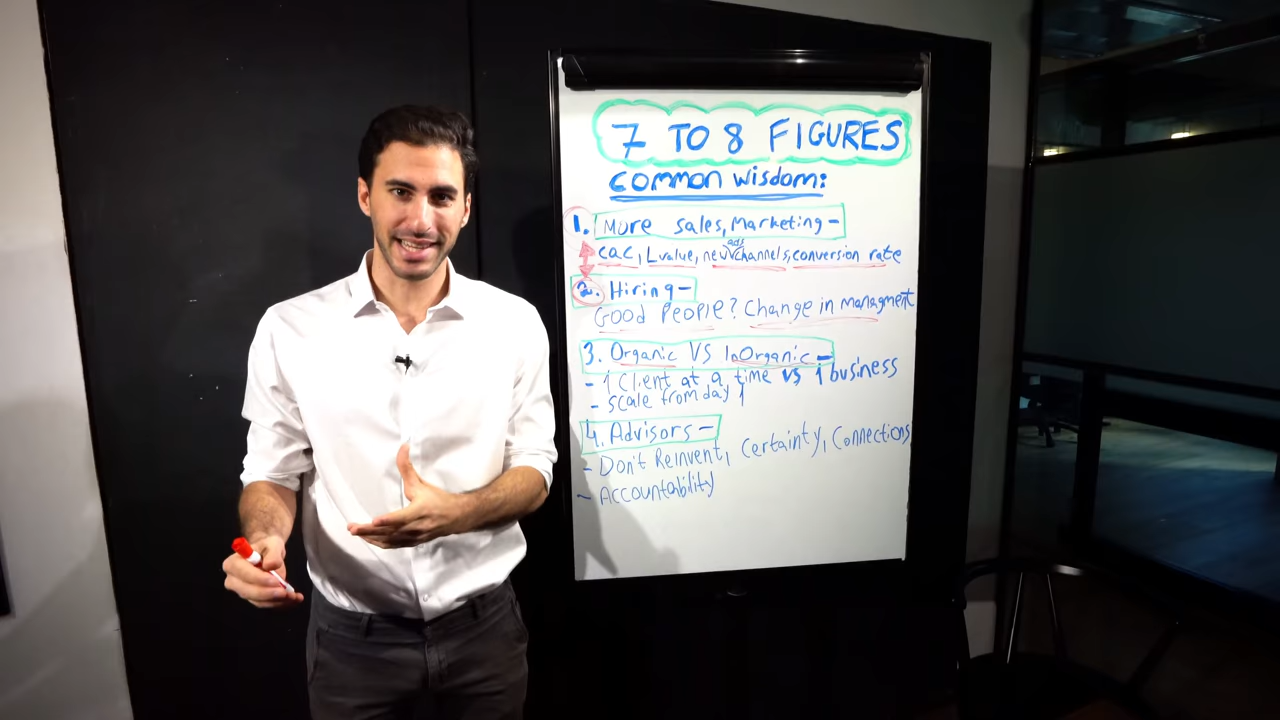 7 TO 8 FIGURES
common wisdom:
1. More sales, Marketing -
ads
CAC, Lvalue, new channels, conversion rate
2. Hiring -
Good People? Change in managment
3. Organic VS InOrganic -
- 1 Client at a time VS 1 business
- scale from day 1
4. Advisors -
- Don't Reinvent, Certainty, Connections
- Accountability